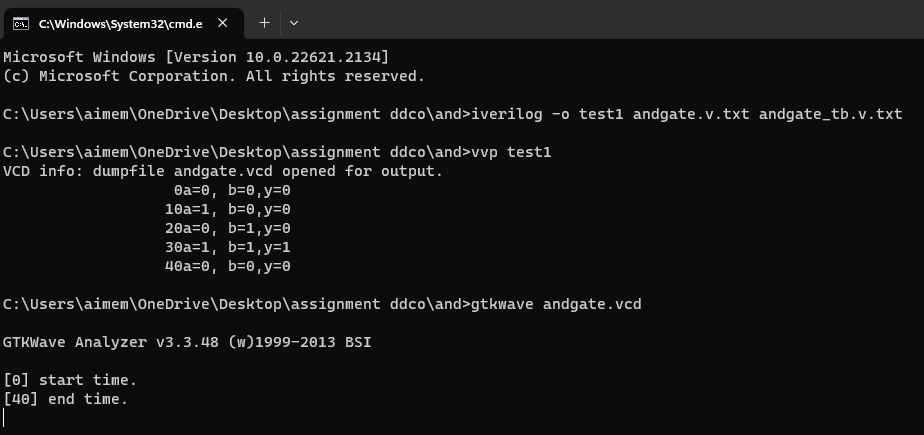 C:\Windows\System32\cmd.e
Microsoft Windows [Version 10.0.22621.2134]
(c) Microsoft Corporation. All rights reserved.
C:\Users\aimem\OneDrive\Desktop\assignment ddco\and>iverilog -o test1 andgate.v.txt andgate_tb.v.txt
C:\Users\aimem\OneDrive\Desktop\assignment ddco\and>vvp test1
VCD info: dumpfile andgate.vcd opened for output.
0a=0, b=0,y=0
10a=1, b=0,y=0
20a=0, b=1,y=0
30a=1, b=1,y=1
40a=0, b=0,y=0
C:\Users\aimem\OneDrive\Desktop\assignment ddco\and>gtkwave andgate.vcd
GTKWave Analyzer v3.3.48 (w)1999-2013 BSI
[0] start time.
[40] end time.